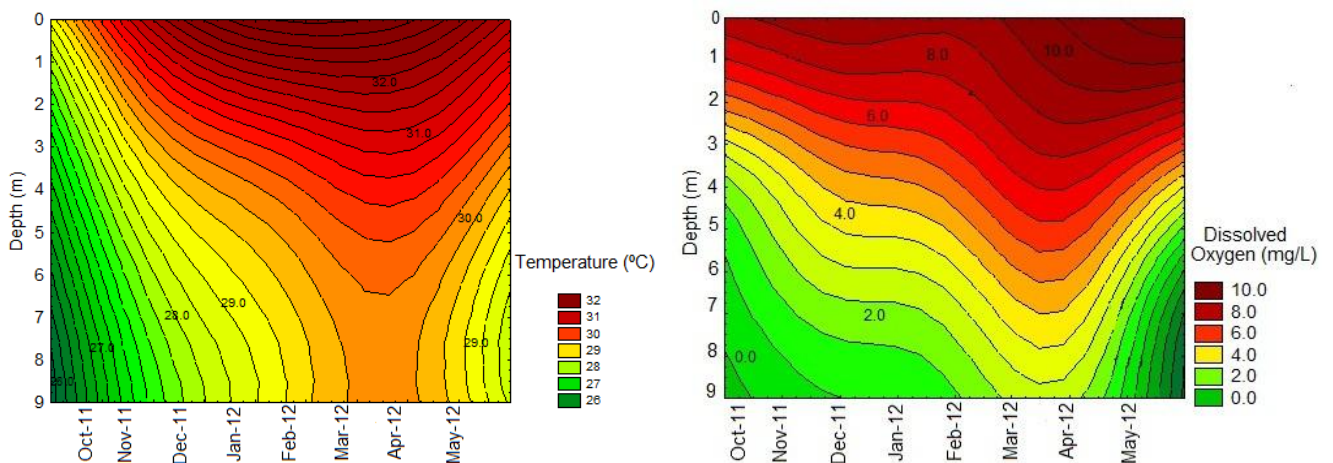 0
1
2
3
4
5
6
7
8
9
Depth (m)
32.0
31.0
30.0
29.0
29.0
28.0
27.0
26.0
Oct-11
Nov-11
Dec-11
Jan-12
Feb-12
Mar-12
Apr-12
May-12
Temperature (ºC)
32
31
30
29
28
27
26
0
1
2
3
4
5
6
7
8
9
Depth (m)
10.0
8.0
6.0
4.0
2.0
0.0
Oct-11
Nov-11
Dec-11
Jan-12
Feb-12
Mar-12
Apr-12
May-12
Dissolved
Oxygen (mg/L)
10.0
8.0
6.0
4.0
2.0
0.0